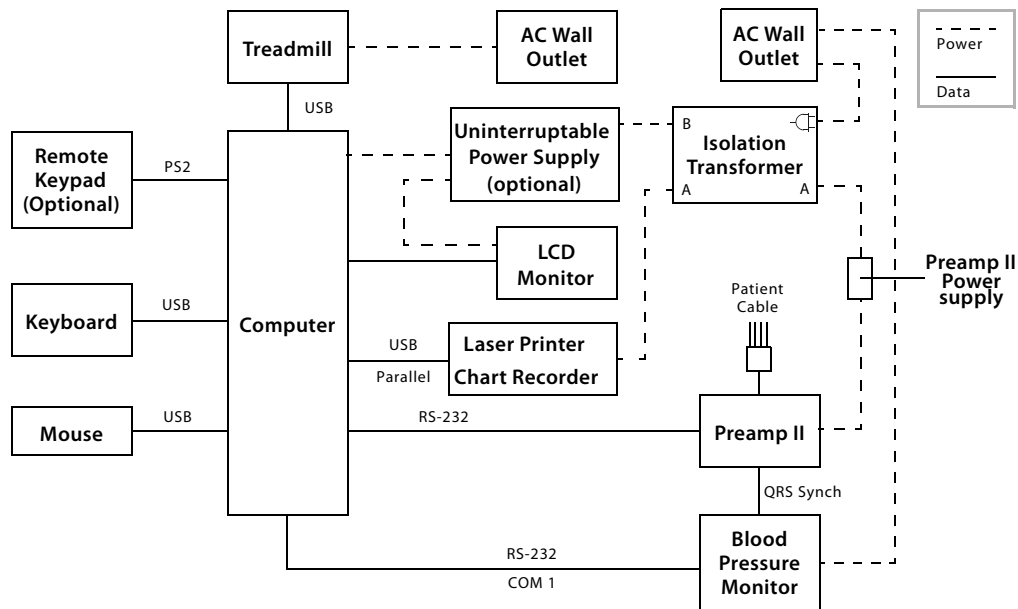 Treadmill
AC Wall
Outlet
AC Wall
Outlet
Power
Data
USB
Remote
Keypad
(Optional)
PS2
Uninterruptable
Power Supply
(optional)
B
Isolation
Transformer
A
A
LCD
Monitor
Preamp II
Power
supply
Patient
Cable
Keyboard
USB
Computer
USB
Parallel
Laser Printer
Chart Recorder
Mouse
USB
RS-232
Preamp II
QRS Synch
RS-232
COM 1
Blood
Pressure
Monitor